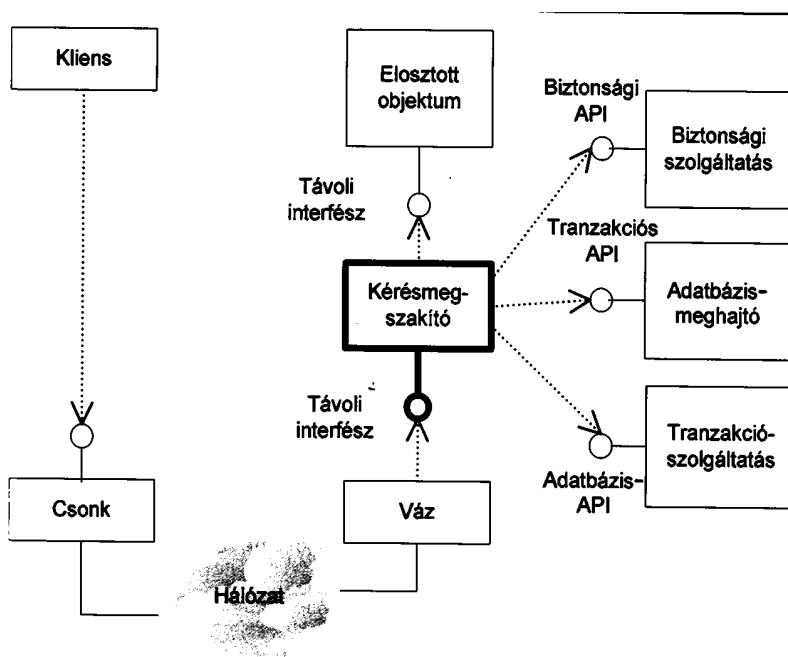 Kliens
Elosztott
objektum
Biztonsági
API
Biztonsági
szolgáltatás
Távoli
interfész
Tranzakciós
API
Kérésmeg-
szakító
Adatbázis-
meghajtó
Távoli
interfész
Tranzakció-
szolgáltatás
Adatbázis-
API
Csonk
Váz
Hálózat